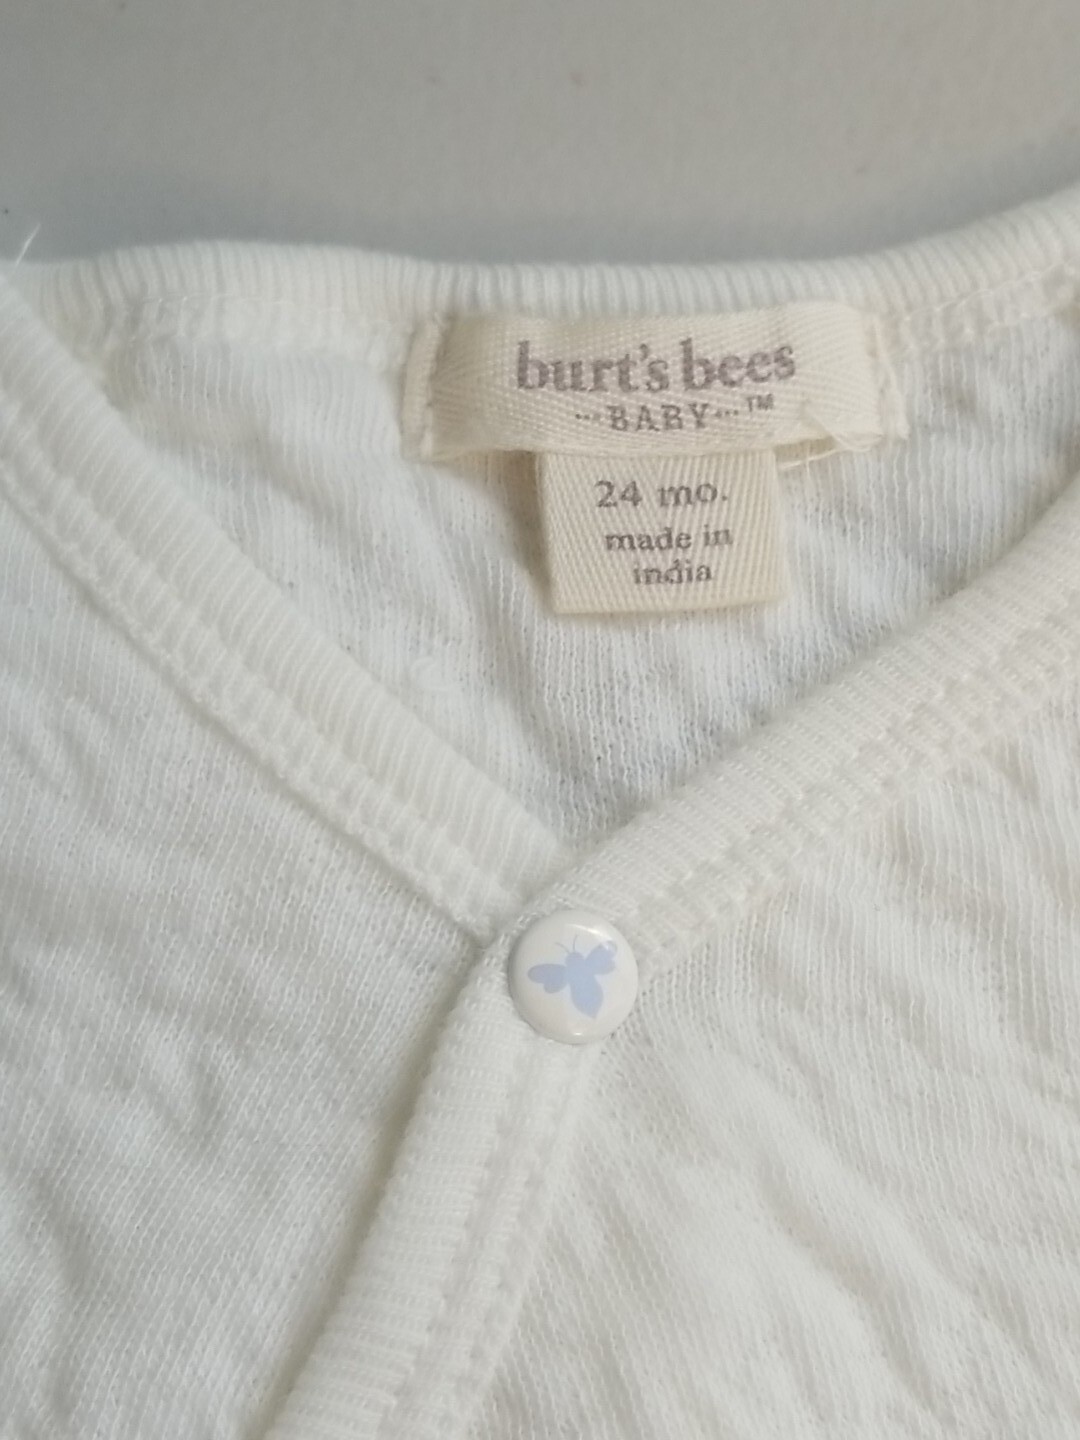 burt's bees
···BABY···™
24 mo.
made in
india